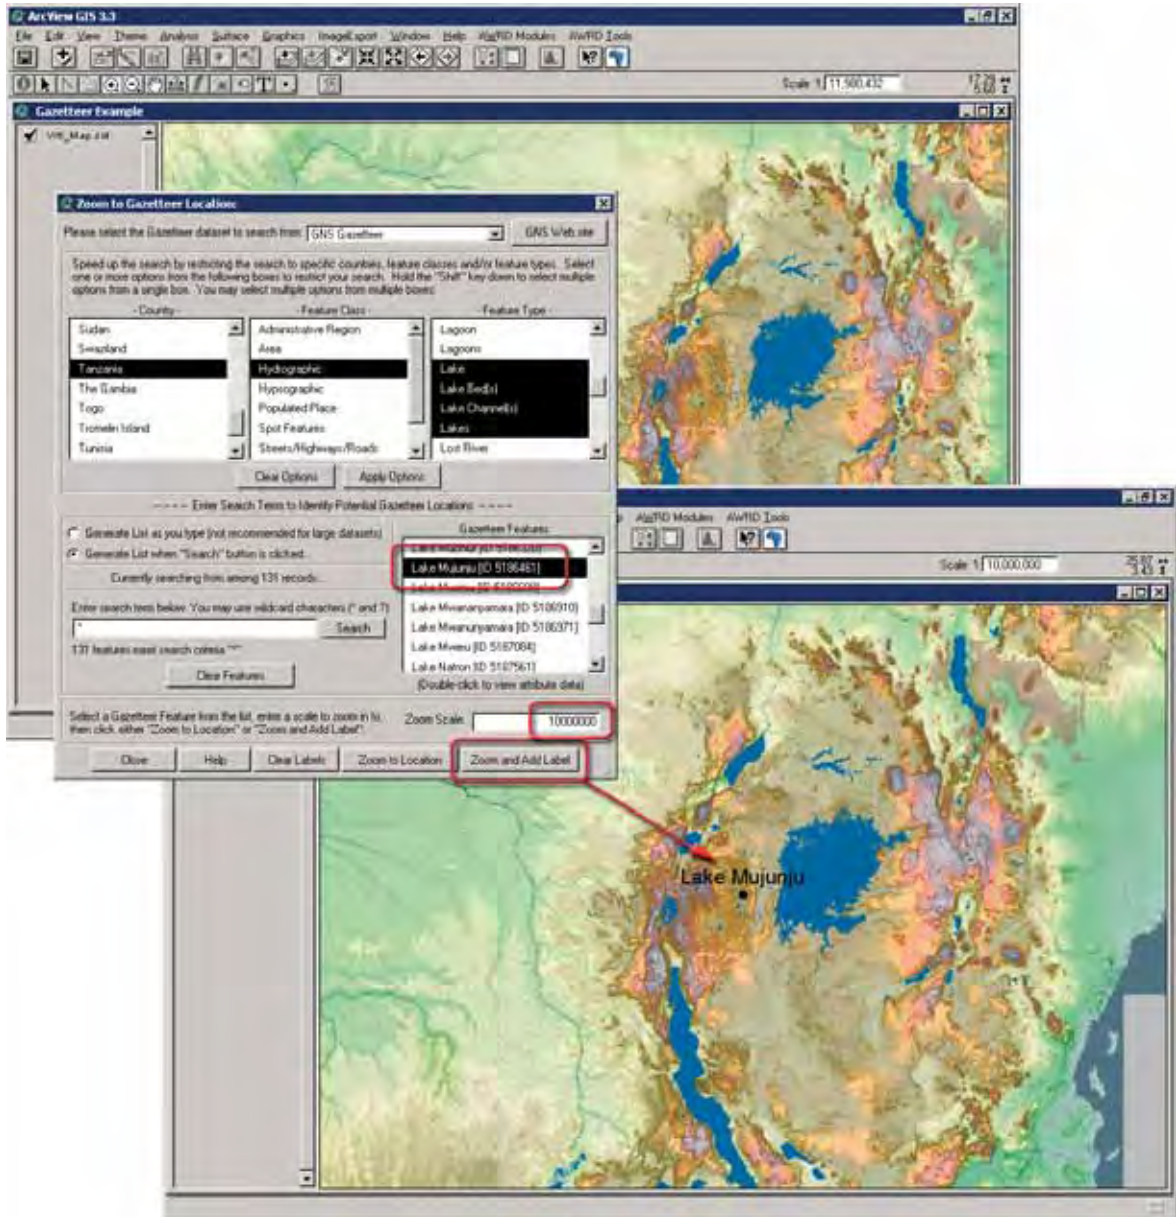 ArcView GIS 3.3
File Edit View Theme Analysis Surface Graphics ImageExport Window Help AWRD Modules AWRD Tools
Scale 1: 11,980,432
Gazetteer Example
Zoom to Gazetteer Location:
Please select the Gazetteer dataset to search from: GNS Gazetteer
GNS Web site
Speed up the search by restricting the search to specific countries, feature classes and/or feature types. Select
one or more options from the following boxes to restrict your search. Hold the "Shift" key down to select multiple
options from a single box. You may select multiple options from multiple boxes:
- Country -
Sudan
Swaziland
Tanzania
The Gambia
Togo
Tromelin Island
Tunisia
- Feature Class -
Administrative Region
Area
Hydrographic
Hypsographic
Populated Place
Spot Features
Streets/Highways/Roads
- Feature Type -
Lagoon
Lagoons
Lake
Lake Bed(s)
Lake Channel(s)
Lakes
Lost River
Clear Options
Apply Options
- - - - Enter Search Term to Identify Potential Gazetteer Locations - - - -
Generate List as you type (not recommended for large datasets)
Generate List when "Search" button is clicked...
Currently searching from among 131 records...
Enter search term below. You may use wildcard characters (* and ?)
*
Search
131 features meet search criteria "*"
Clear Features
Gazetteer Features
Lake Mujunju [ID 5186461]
Lake Mwananyamara [ID 5186910]
Lake Mwanunyamara [ID 5186371]
Lake Mweru [ID 5187084]
Lake Natron [ID 5187561]
(Double-click to view attribute data)
Select a Gazetteer Feature from the list, enter a scale to zoom in to,
then click either "Zoom to Location" or "Zoom and Add Label".
Zoom Scale: 10000000
Close
Help
Clear Labels
Zoom to Location
Zoom and Add Label
AWRD Modules AWRD Tools
Scale 1: 10,000,000
Lake Mujunju